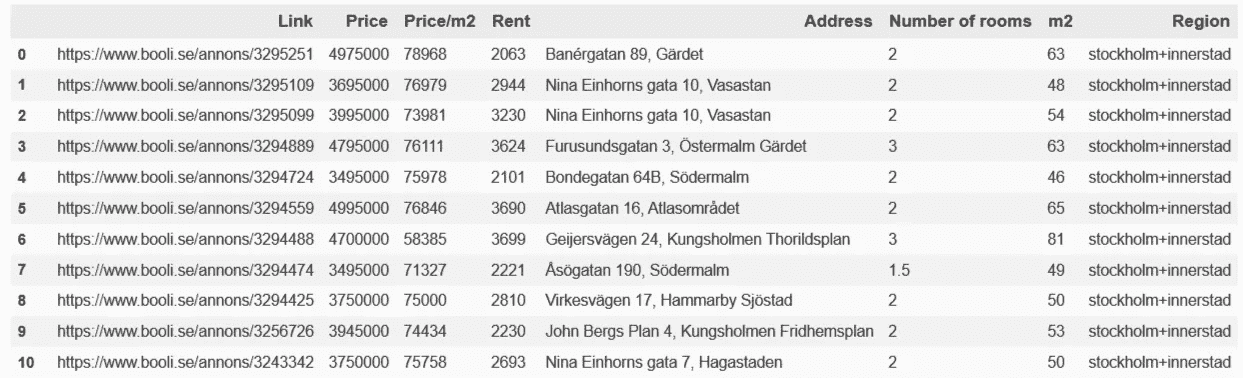 Link Price Price/m2 Rent Address Number of rooms m2 Region
0 https://www.booli.se/annons/3295251 4975000 78968 2063 Banérgatan 89, Gärdet 2 63 stockholm+innerstad
1 https://www.booli.se/annons/3295109 3695000 76979 2944 Nina Einhorns gata 10, Vasastan 2 48 stockholm+innerstad
2 https://www.booli.se/annons/3295099 3995000 73981 3230 Nina Einhorns gata 10, Vasastan 2 54 stockholm+innerstad
3 https://www.booli.se/annons/3294889 4795000 76111 3624 Furusundsgatan 3, Östermalm Gärdet 3 63 stockholm+innerstad
4 https://www.booli.se/annons/3294724 3495000 75978 2101 Bondegatan 64B, Södermalm 2 46 stockholm+innerstad
5 https://www.booli.se/annons/3294559 4995000 76846 3690 Atlasgatan 16, Atlasområdet 2 65 stockholm+innerstad
6 https://www.booli.se/annons/3294488 4700000 58385 3699 Geijersvägen 24, Kungsholmen Thorildsplan 3 81 stockholm+innerstad
7 https://www.booli.se/annons/3294474 3495000 71327 2221 Åsögatan 190, Södermalm 1.5 49 stockholm+innerstad
8 https://www.booli.se/annons/3294425 3750000 75000 2810 Virkesvägen 17, Hammarby Sjöstad 2 50 stockholm+innerstad
9 https://www.booli.se/annons/3256726 3945000 74434 2230 John Bergs Plan 4, Kungsholmen Fridhemsplan 2 53 stockholm+innerstad
10 https://www.booli.se/annons/3243342 3750000 75758 2693 Nina Einhorns gata 7, Hagastaden 2 50 stockholm+innerstad